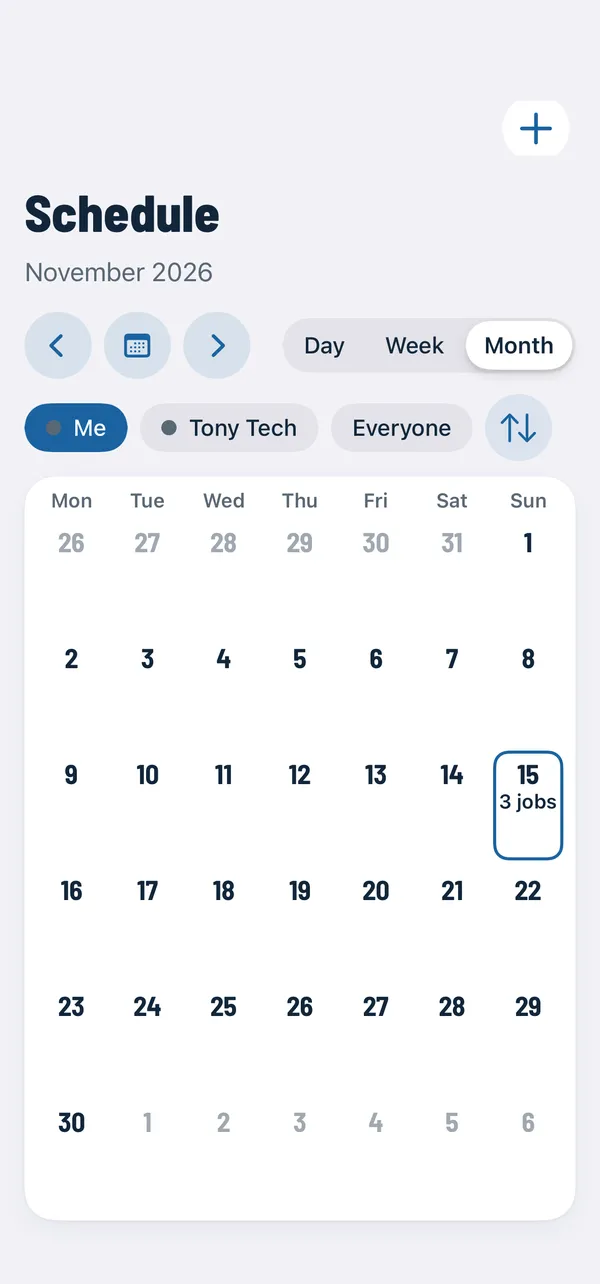 Schedule
November 2026
Day Week Month
Me Tony Tech Everyone
Mon Tue Wed Thu Fri Sat Sun
26 27 28 29 30 31 1
2 3 4 5 6 7 8
9 10 11 12 13 14 15
3 jobs
16 17 18 19 20 21 22
23 24 25 26 27 28 29
30 1 2 3 4 5 6